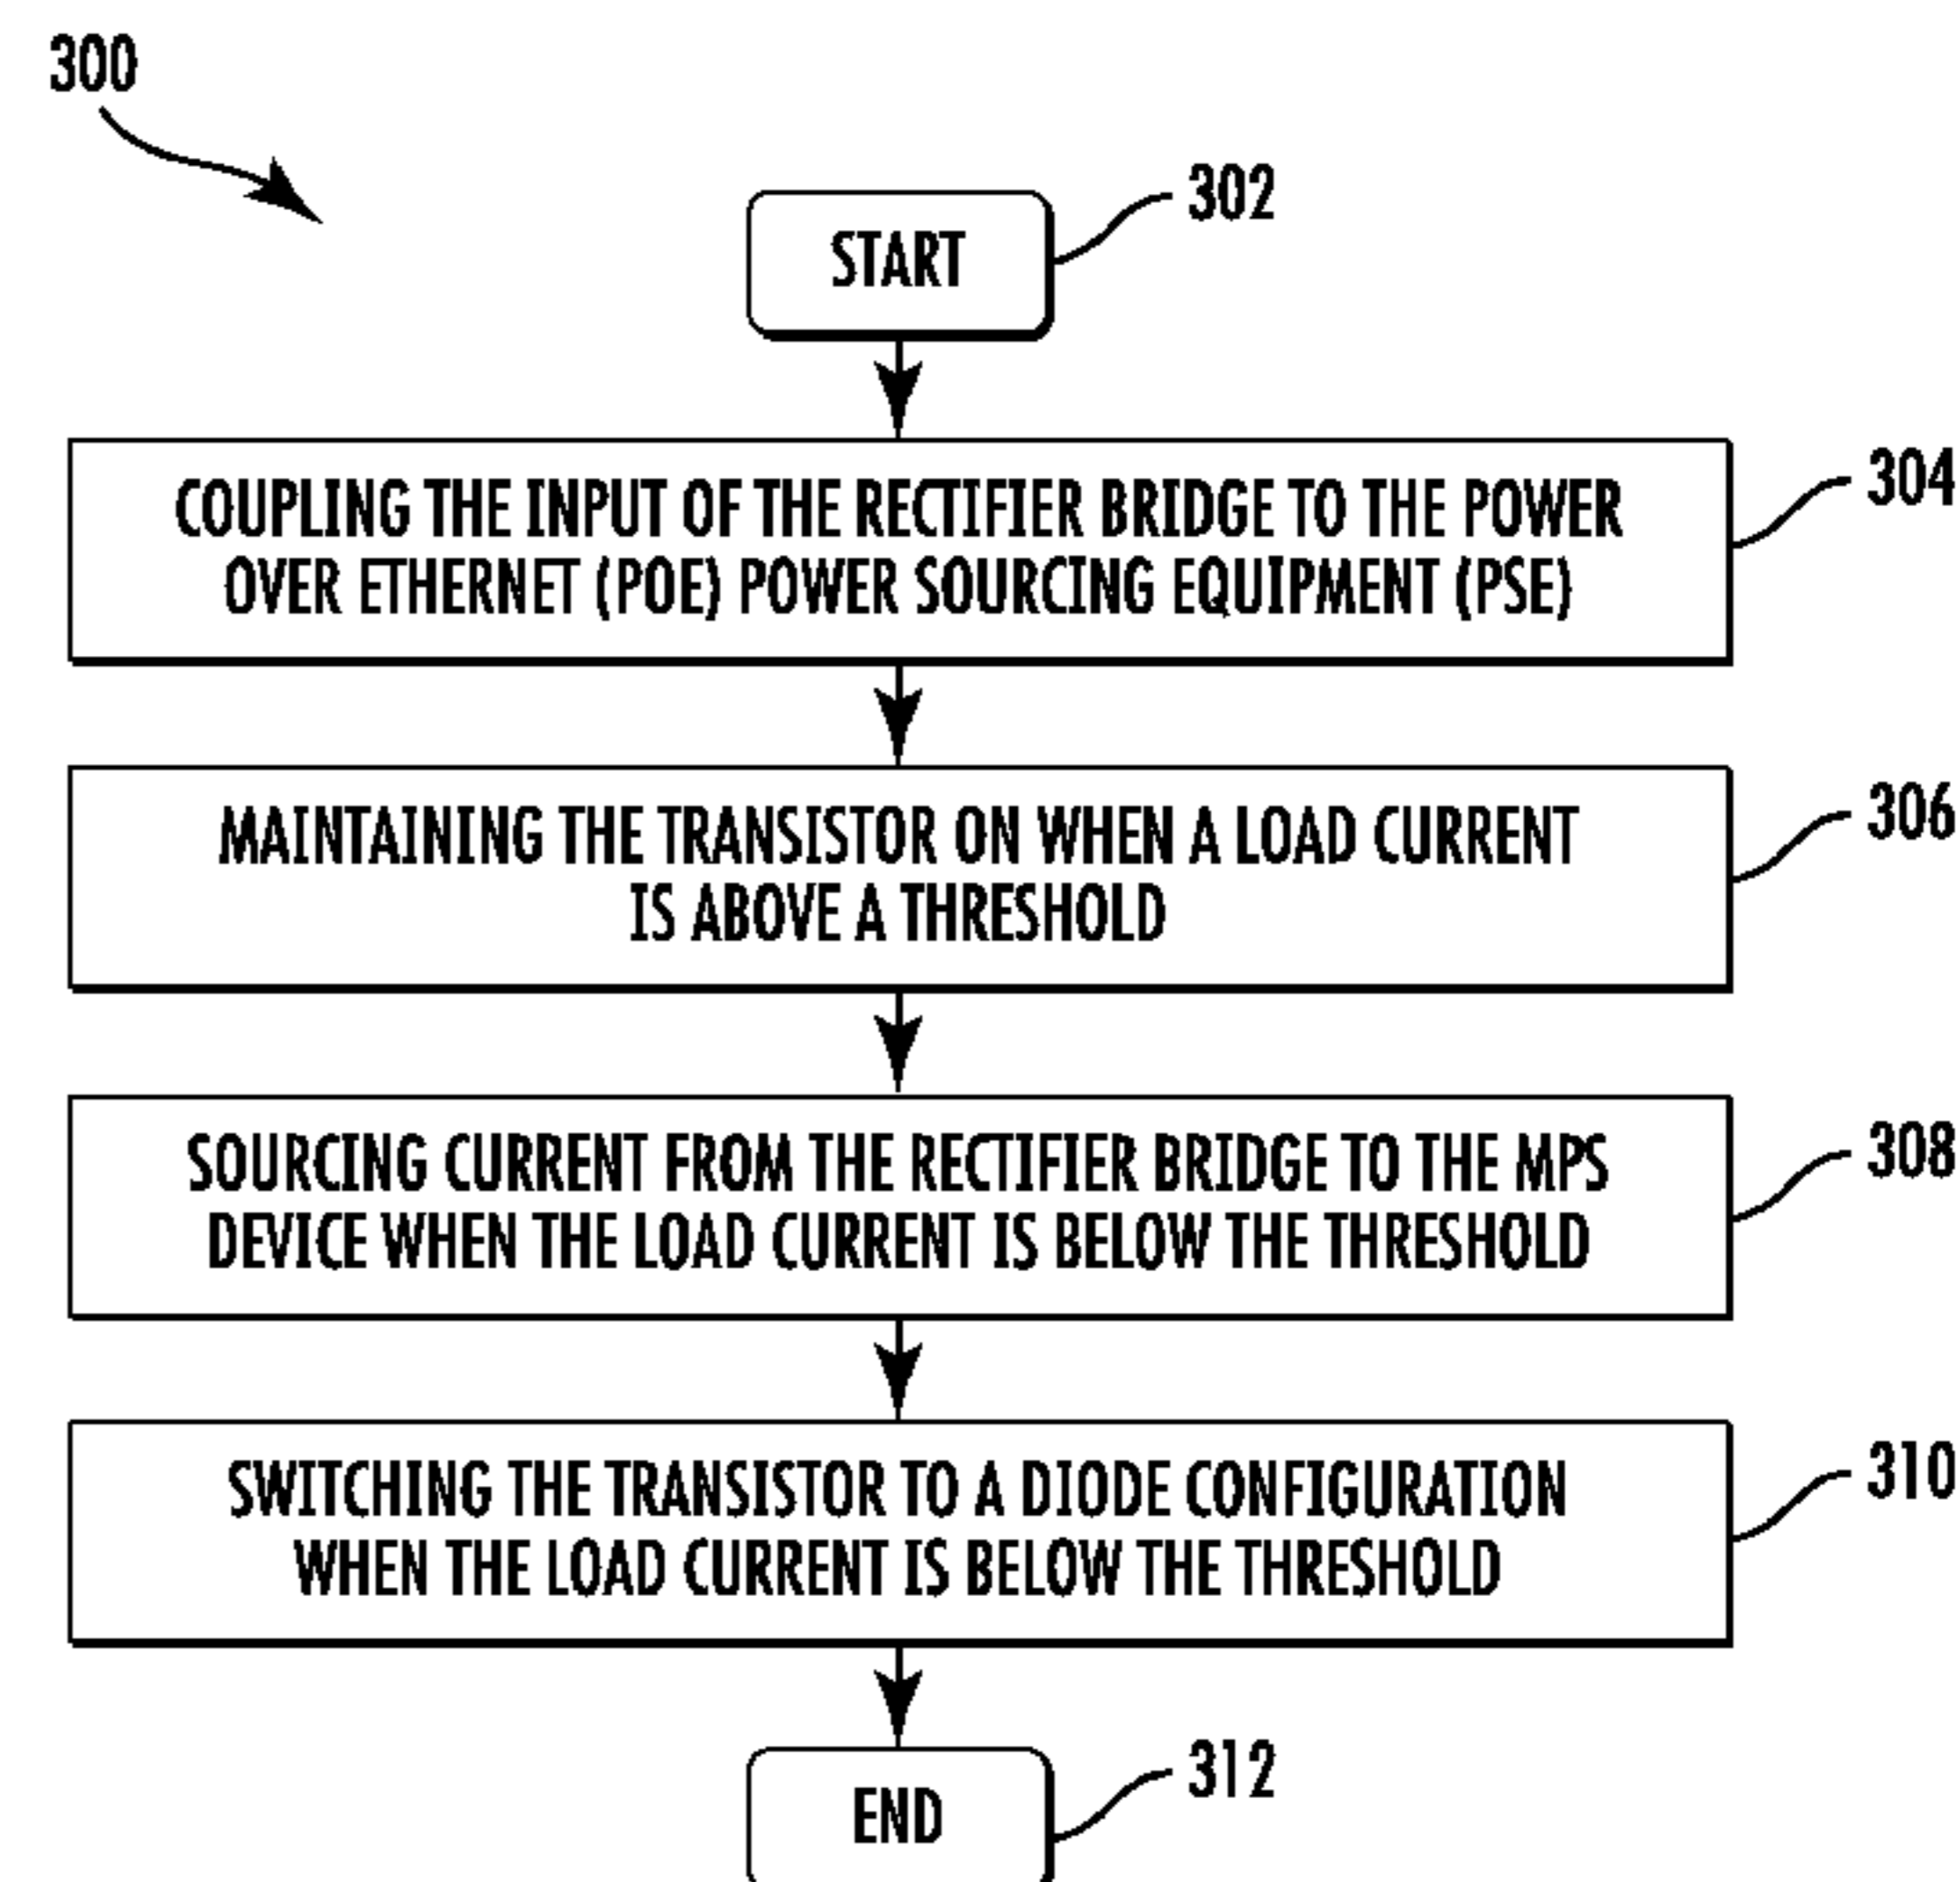 300
START
302
COUPLING THE INPUT OF THE RECTIFIER BRIDGE TO THE POWER
OVER ETHERNET (POE) POWER SOURCING EQUIPMENT (PSE)
304
MAINTAINING THE TRANSISTOR ON WHEN A LOAD CURRENT
IS ABOVE A THRESHOLD
306
SOURCING CURRENT FROM THE RECTIFIER BRIDGE TO THE MPS
DEVICE WHEN THE LOAD CURRENT IS BELOW THE THRESHOLD
308
SWITCHING THE TRANSISTOR TO A DIODE CONFIGURATION
WHEN THE LOAD CURRENT IS BELOW THE THRESHOLD
310
END
312